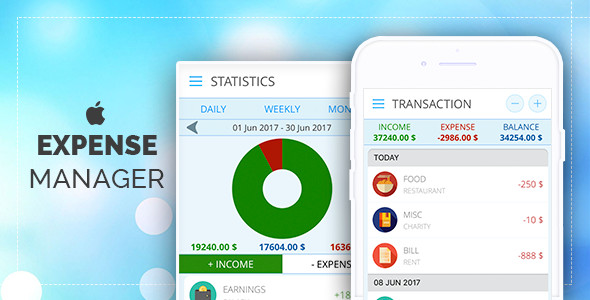 EXPENSE
MANAGER
STATISTICS
DAILY WEEKLY MON
01 Jun 2017 - 30 Jun 2017
19240.00 $ 17604.00 $ 1636
+ INCOME - EXPEN
EARNINGS +18
TRANSACTION
INCOME EXPENSE BALANCE
37240.00 $ -2986.00 $ 34254.00 $
TODAY
FOOD
RESTAURANT
-250 $
MISC
CHARITY
-10 $
BILL
RENT
-888 $
08 JUN 2017